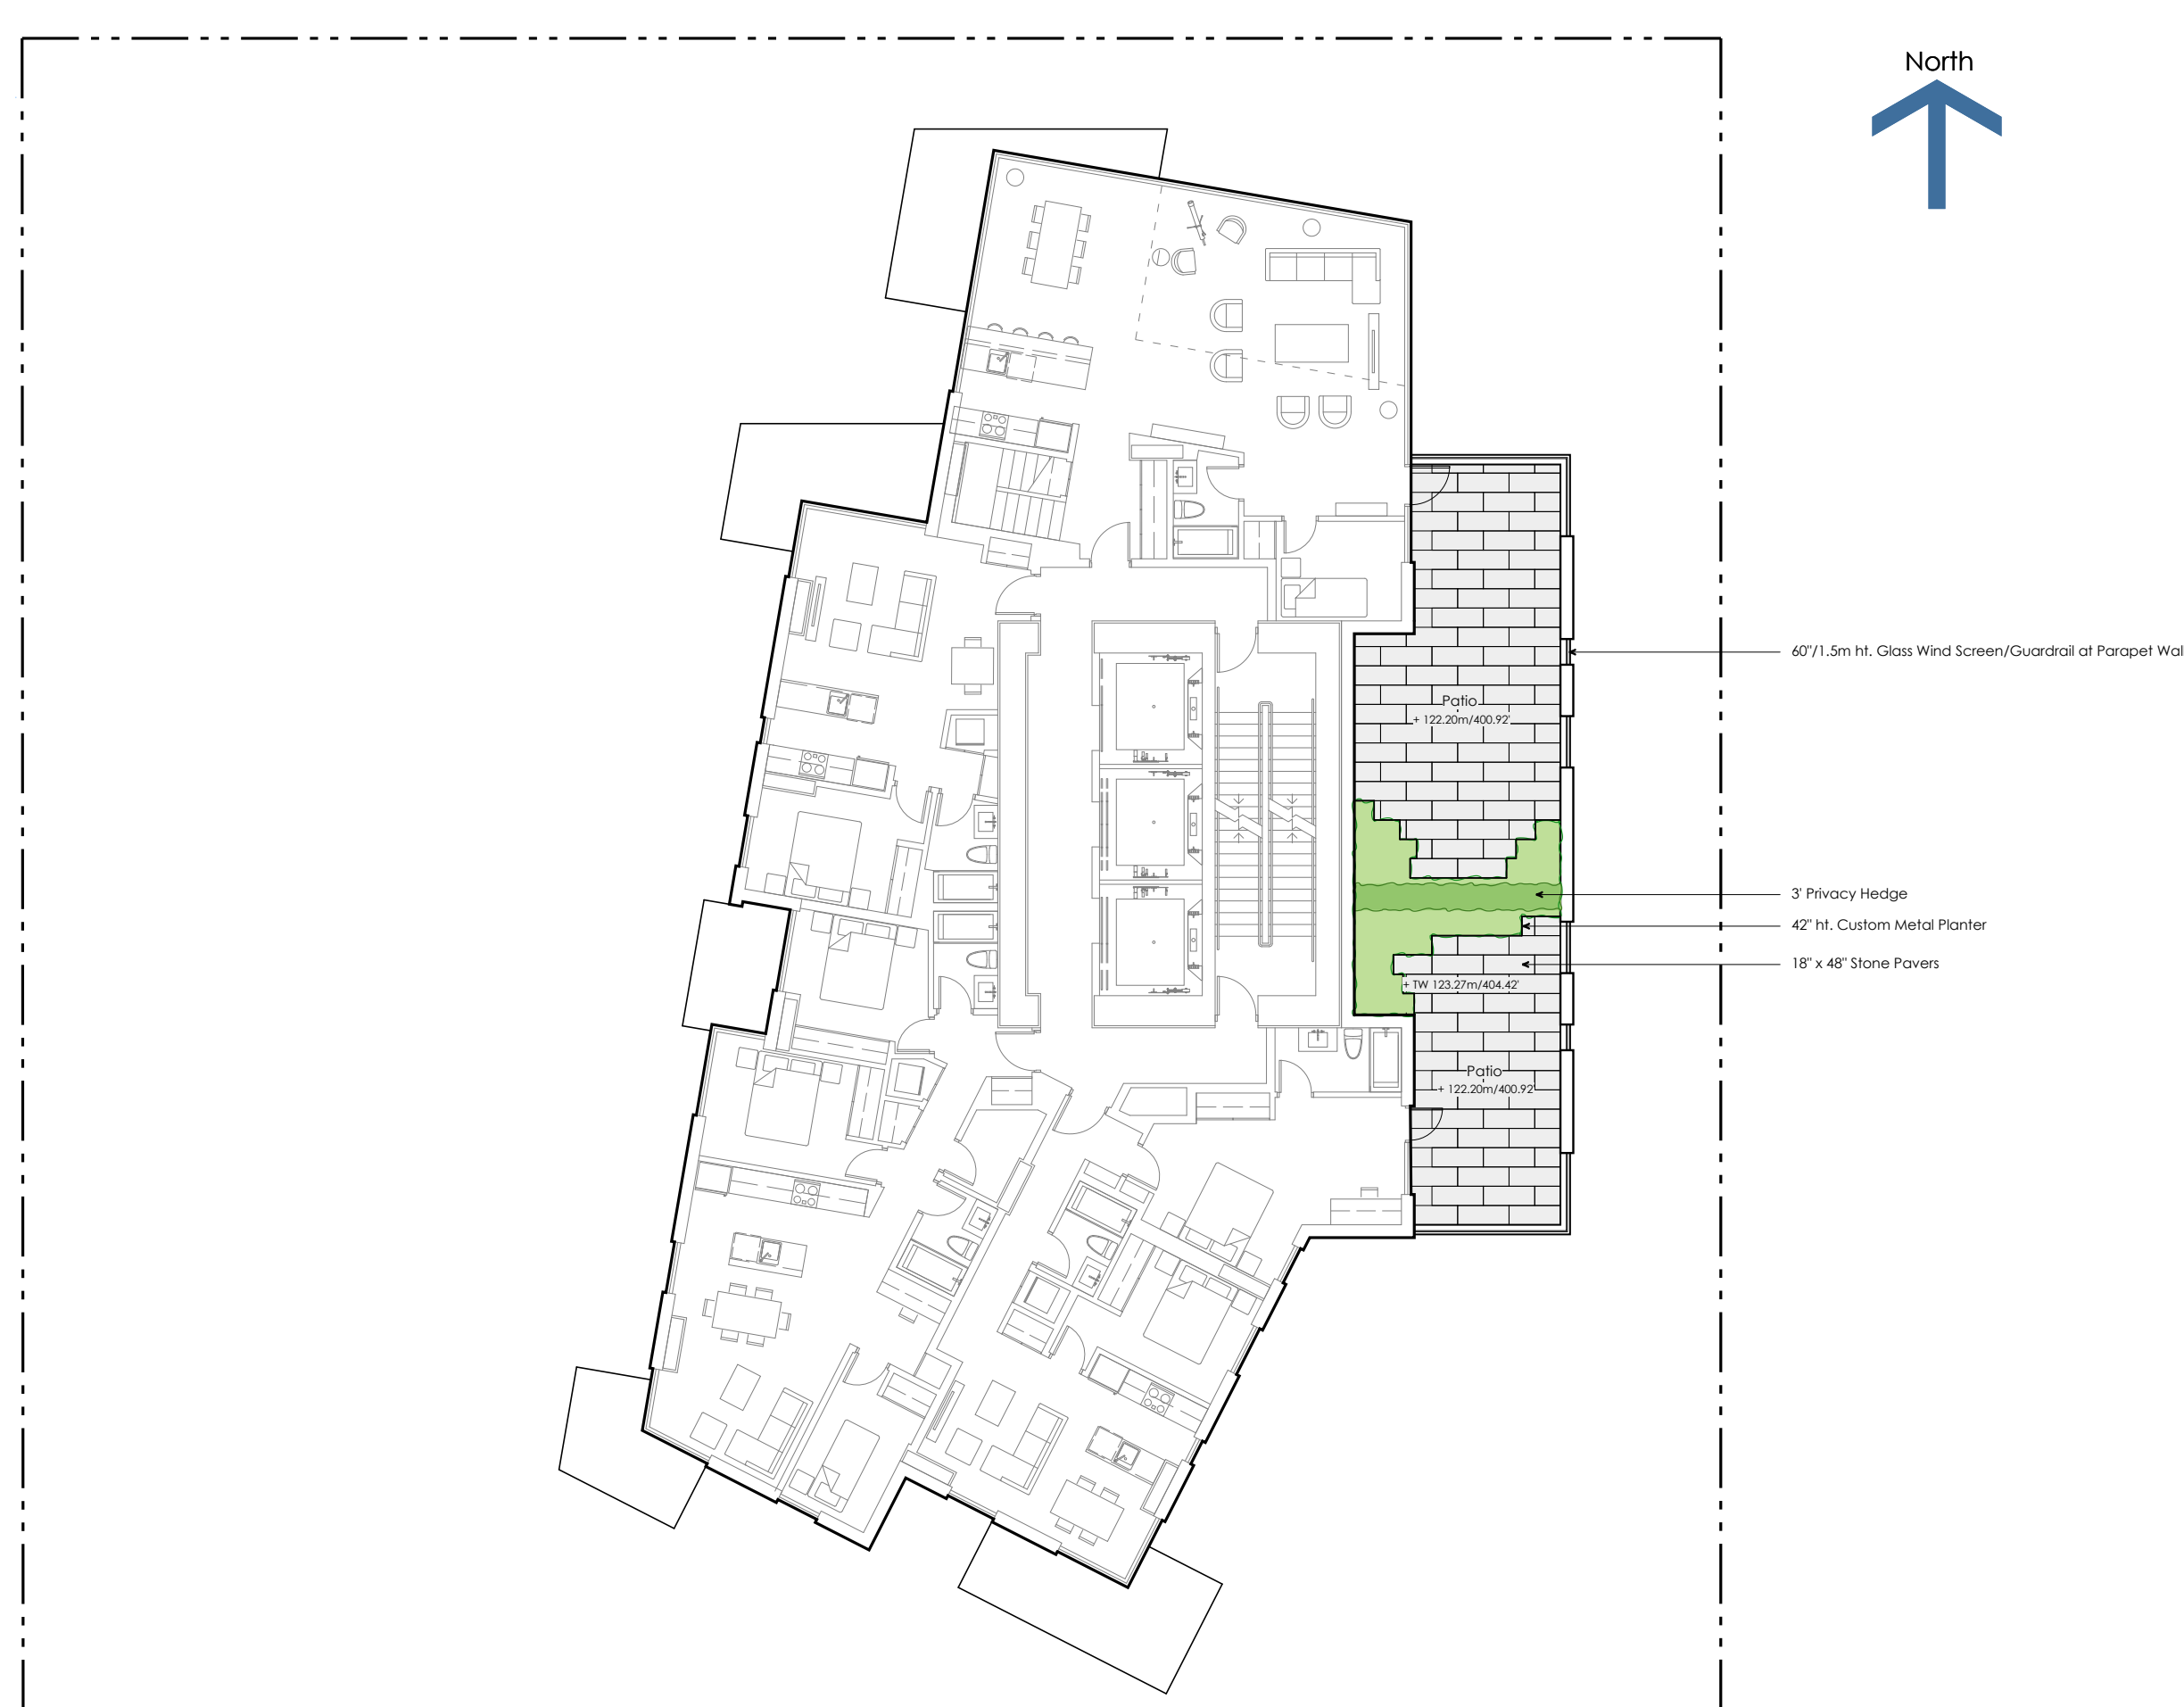 North
60"/1.5m ht. Glass Wind Screen/Guardrail at Parapet Wal
Patio
+ 122.20m/400.92'
3' Privacy Hedge
42" ht. Custom Metal Planter
18" x 48" Stone Pavers
+ TW 123.27m/404.42'
Patio
+ 122.20m/400.92'